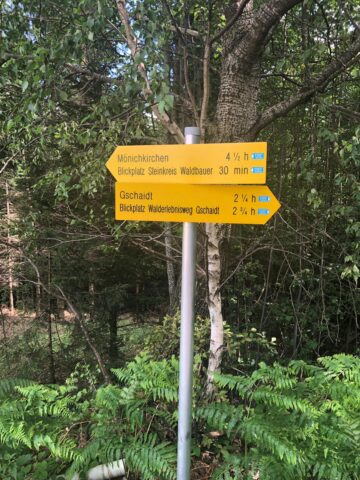 Mönichkirchen 4 ½ h
Blickplatz Steinkreis Waldbauer 30 min
Gschaidt 2 ¼ h
Blickplatz Walderlebnisweg Gschaidt 2 ¾ h